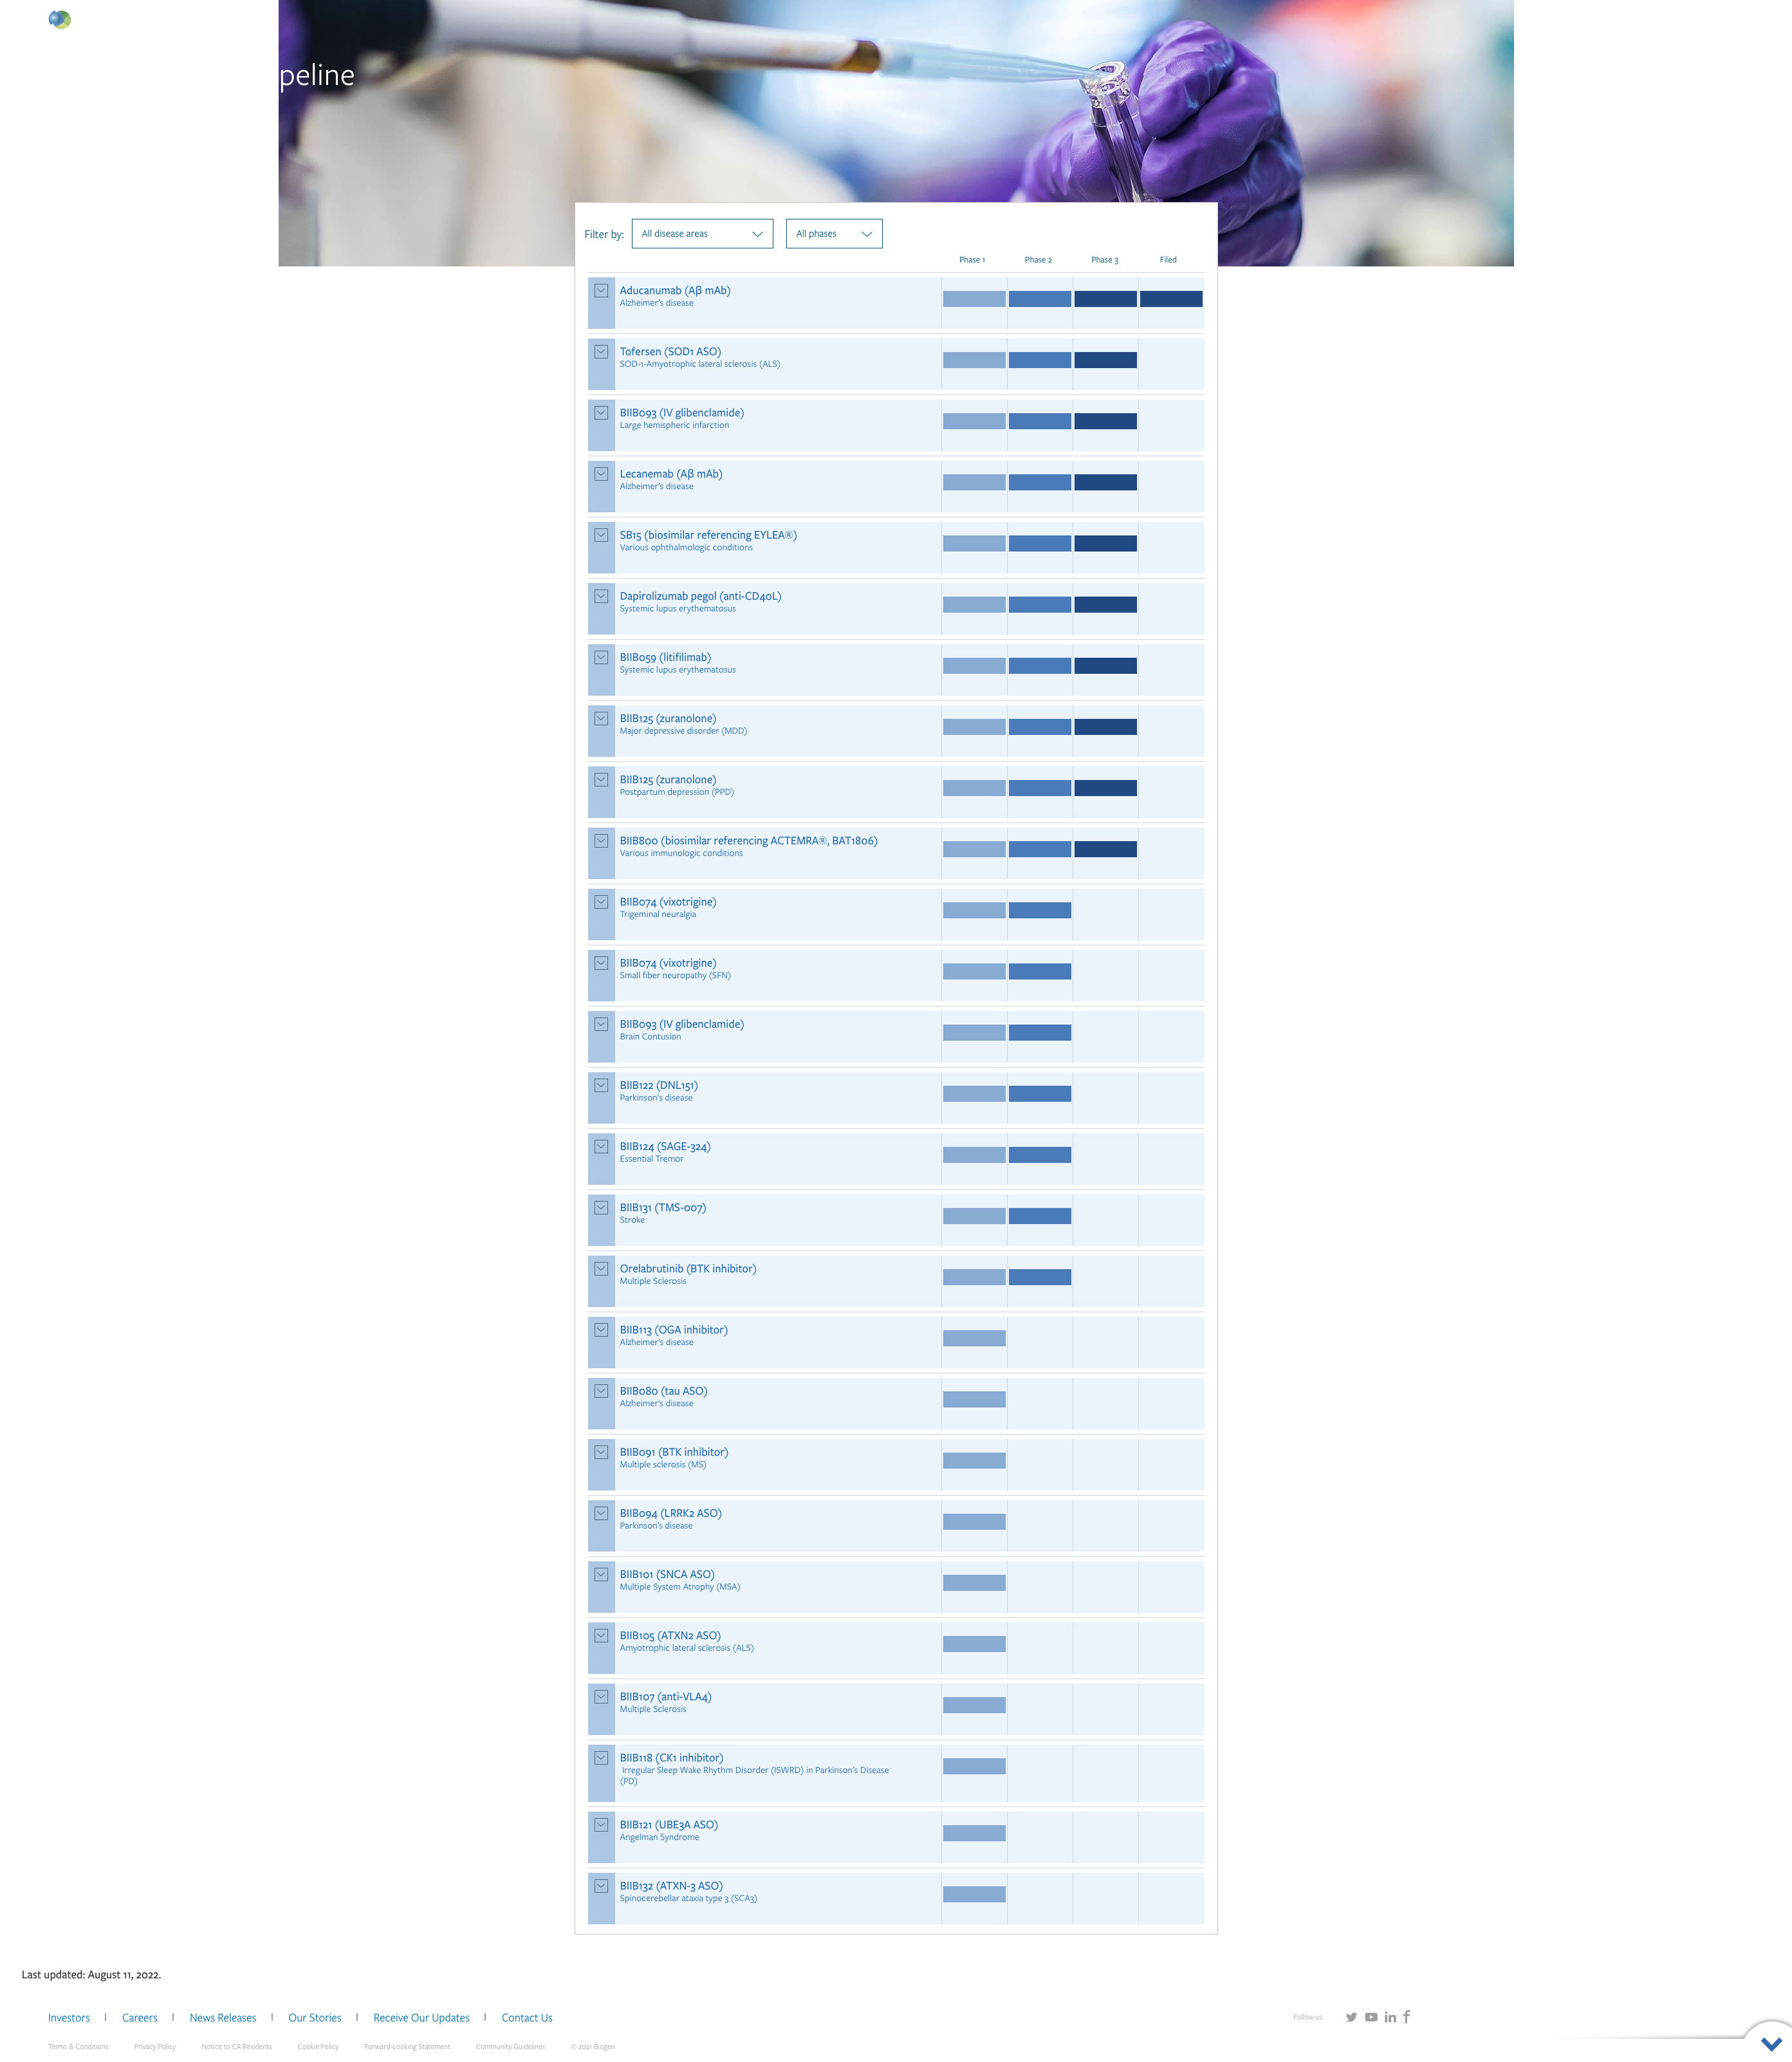 peline
Filter by:
All disease areas
All phases
Phase 1
Phase 2
Phase 3
Filed
Aducanumab (Aβ mAb)
Alzheimer's disease
Tofersen (SOD1 ASO)
SOD-1-Amyotrophic lateral sclerosis (ALS)
BIIB093 (IV glibenclamide)
Large hemispheric infarction
Lecanemab (Aβ mAb)
Alzheimer's disease
SB15 (biosimilar referencing EYLEA®)
Various ophthalmologic conditions
Dapirolizumab pegol (anti-CD40L)
Systemic lupus erythematosus
BIIB059 (litifilimab)
Systemic lupus erythematosus
BIIB125 (zuranolone)
Major depressive disorder (MDD)
BIIB125 (zuranolone)
Postpartum depression (PPD)
BIIB800 (biosimilar referencing ACTEMRA®, BAT1806)
Various immunologic conditions
BIIB074 (vixotrigine)
Trigeminal neuralgia
BIIB074 (vixotrigine)
Small fiber neuropathy (SFN)
BIIB093 (IV glibenclamide)
Brain Contusion
BIIB122 (DNL151)
Parkinson's disease
BIIB124 (SAGE-324)
Essential Tremor
BIIB131 (TMS-007)
Stroke
Orelabrutinib (BTK inhibitor)
Multiple Sclerosis
BIIB113 (OGA inhibitor)
Alzheimer's disease
BIIB080 (tau ASO)
Alzheimer's disease
BIIB091 (BTK inhibitor)
Multiple sclerosis (MS)
BIIB094 (LRRK2 ASO)
Parkinson's disease
BIIB101 (SNCA ASO)
Multiple System Atrophy (MSA)
BIIB105 (ATXN2 ASO)
Amyotrophic lateral sclerosis (ALS)
BIIB107 (anti-VLA4)
Multiple Sclerosis
BIIB118 (CK1 inhibitor)
Irregular Sleep Wake Rhythm Disorder (ISWRD) in Parkinson's Disease
(PD)
BIIB121 (UBE3A ASO)
Angelman Syndrome
BIIB132 (ATXN-3 ASO)
Spinocerebellar ataxia type 3 (SCA3)
Last updated: August 11, 2022.
Investors | Careers | News Releases | Our Stories | Receive Our Updates | Contact Us
Follow us:
Terms & Conditions Privacy Policy Notice to CA Residents Cookie Policy Forward-Looking Statement Community Guidelines © 2021 Biogen